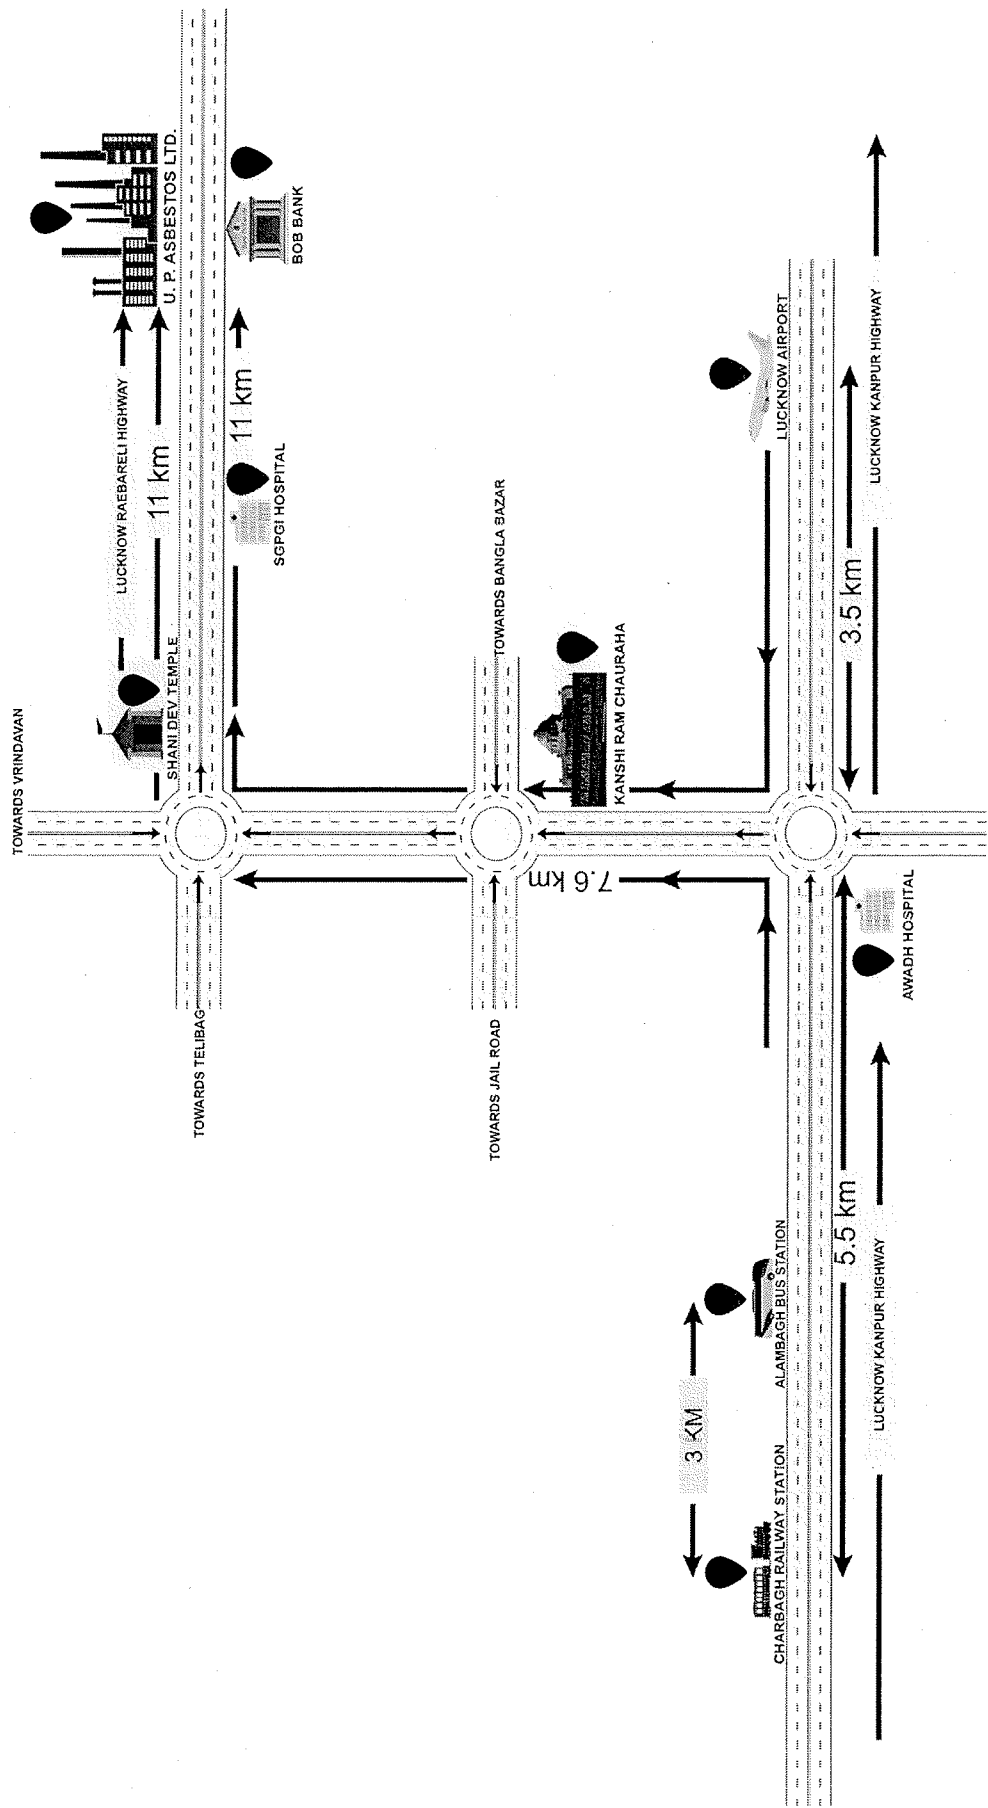 TOWARDS VRINDAVAN
LUCKNOW RAEBARELI HIGHWAY
11 km
U. P. ASBESTOS LTD.
SHANI DEV TEMPLE
TOWARDS TELIBAG
11 km
BOB BANK
SGPGI HOSPITAL
TOWARDS JAIL ROAD
TOWARDS BANGLA BAZAR
7.6 km
KANSHI RAM CHAURAHA
3 KM
CHARBAGH RAILWAY STATION
ALAMBAGH BUS STATION
LUCKNOW AIRPORT
5.5 km
3.5 km
LUCKNOW KANPUR HIGHWAY
AWADH HOSPITAL
LUCKNOW KANPUR HIGHWAY